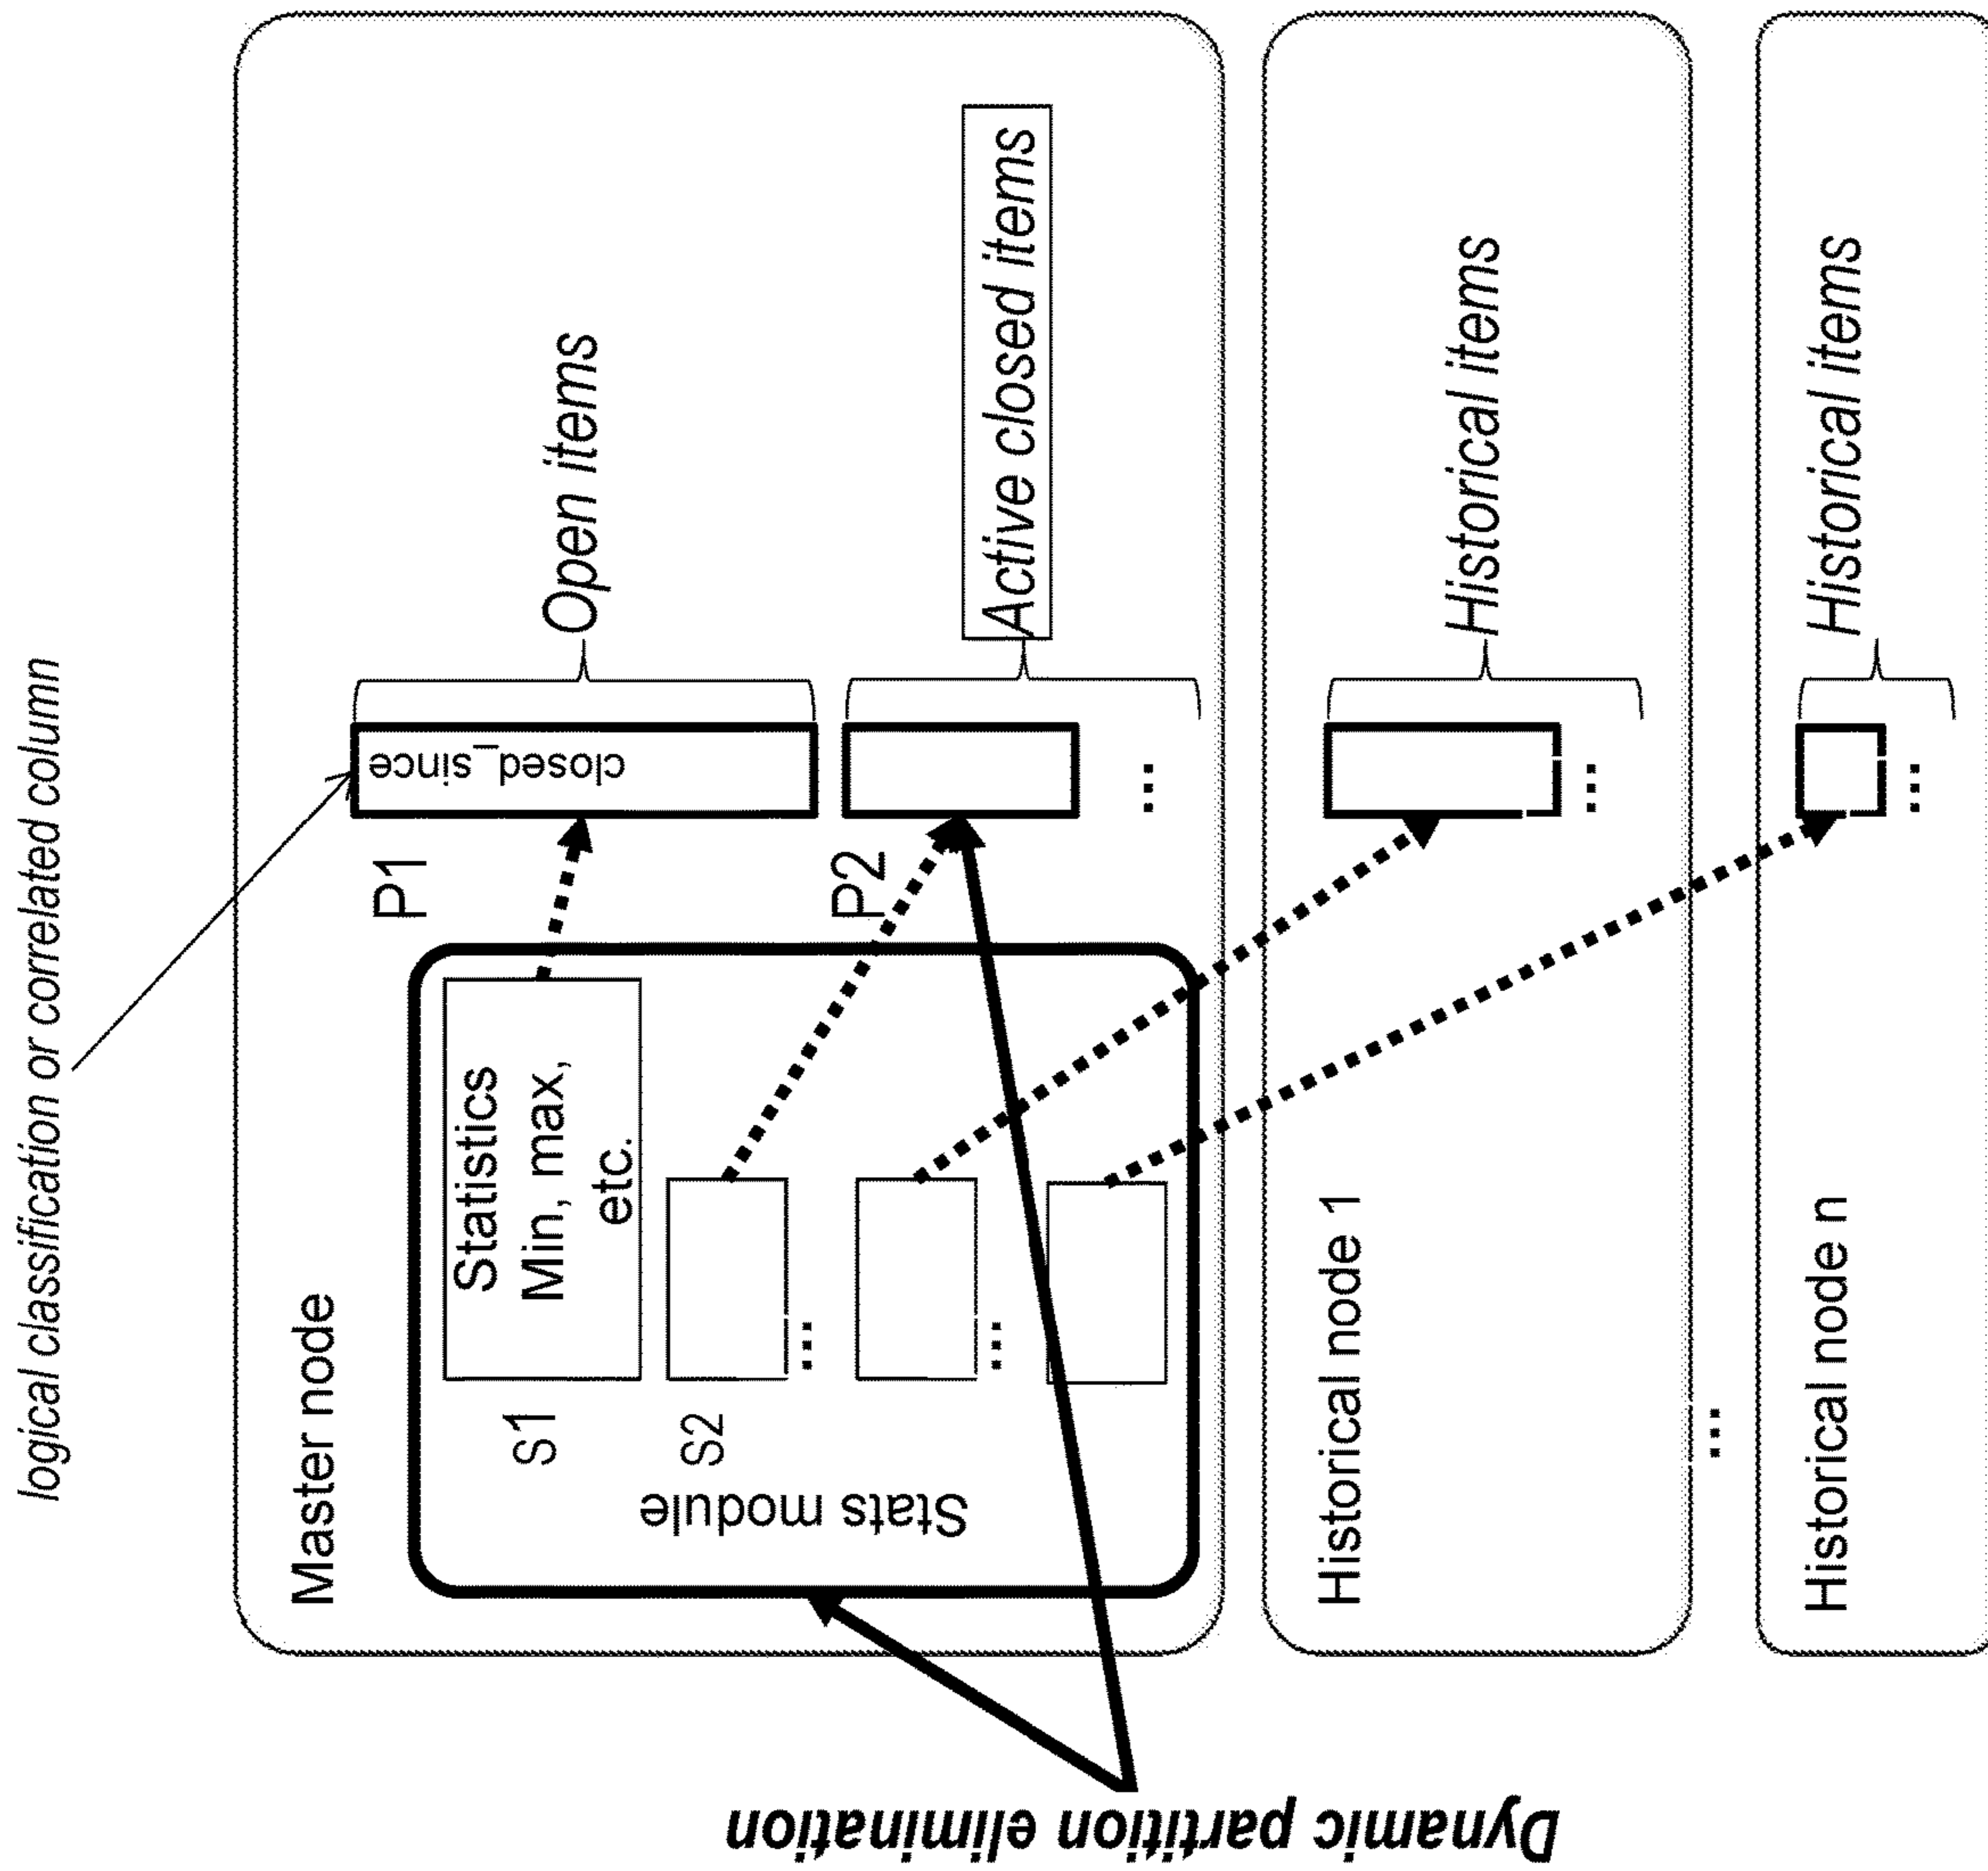 logical classification or correlated column
Master node
Stats module
S1
Statistics
Min, max,
etc.
S2
...
...
P1
closed_since
Open items
P2
...
Active closed items
Dynamic partition elimination
Historical node 1
...
Historical items
...
Historical node n
...
Historical items